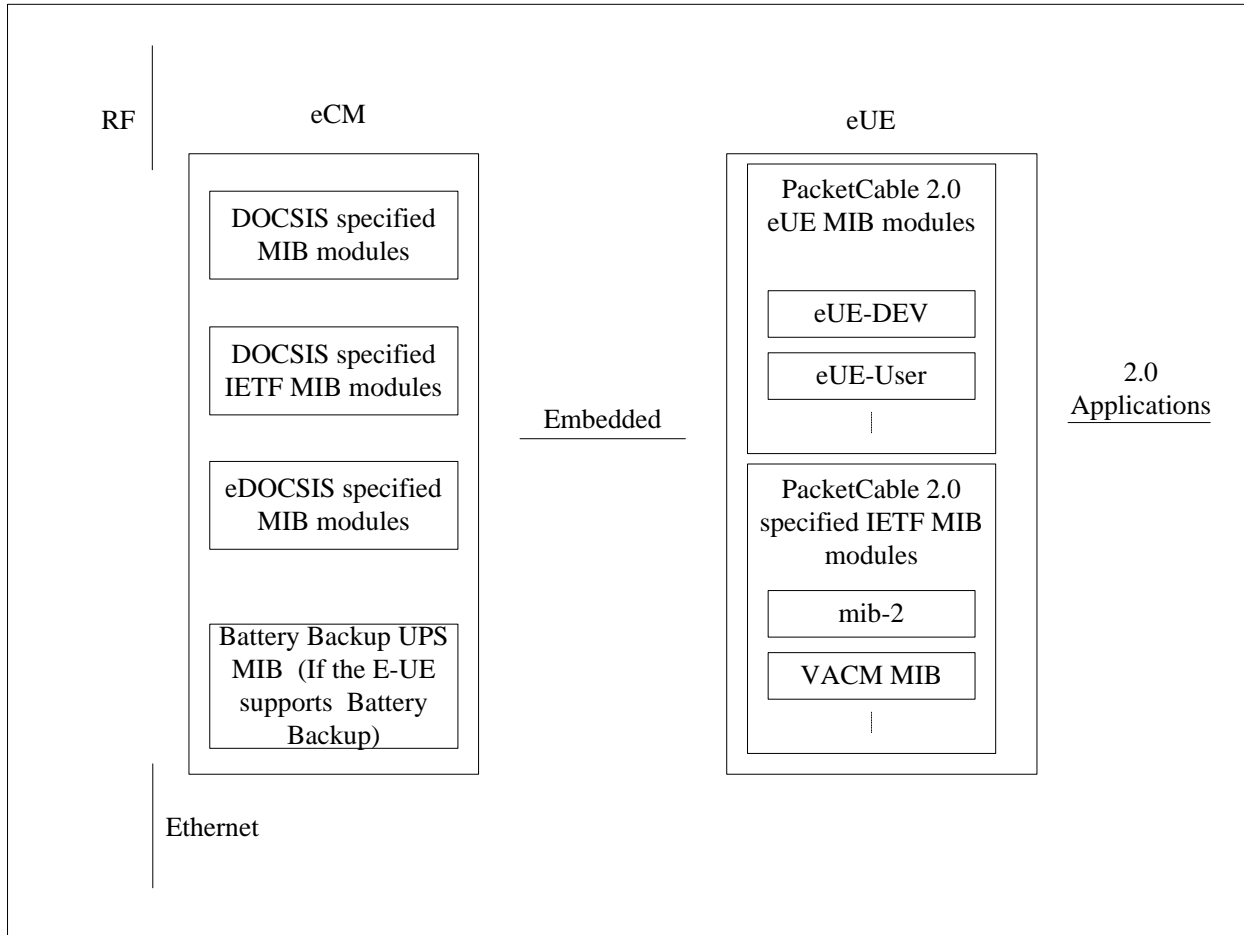 RF
eCM
eUE
DOCSIS specified
MIB modules
DOCSIS specified
IETF MIB modules
eDOCSIS specified
MIB modules
Battery Backup UPS
MIB (If the E-UE
supports Battery
Backup)
Embedded
PacketCable 2.0
eUE MIB modules
eUE-DEV
eUE-User
PacketCable 2.0
specified IETF MIB
modules
mib-2
VACM MIB
2.0
Applications
Ethernet